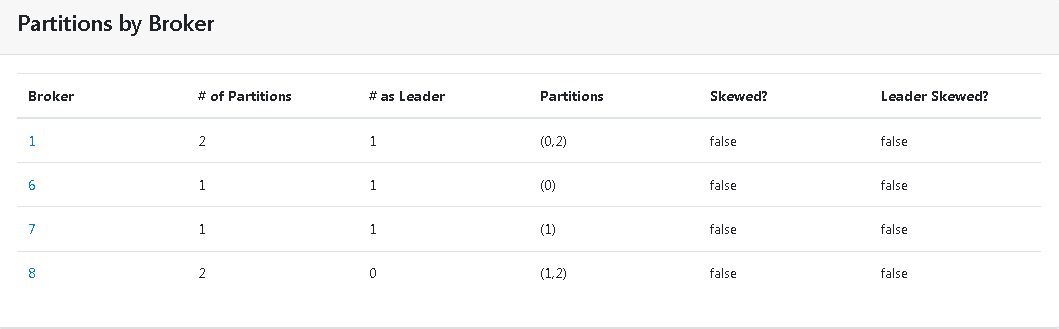 Partitions by Broker
Broker # of Partitions # as Leader Partitions Skewed? Leader Skewed?
1 2 1 (0,2) false false
6 1 1 (0) false false
7 1 1 (1) false false
8 2 0 (1,2) false false